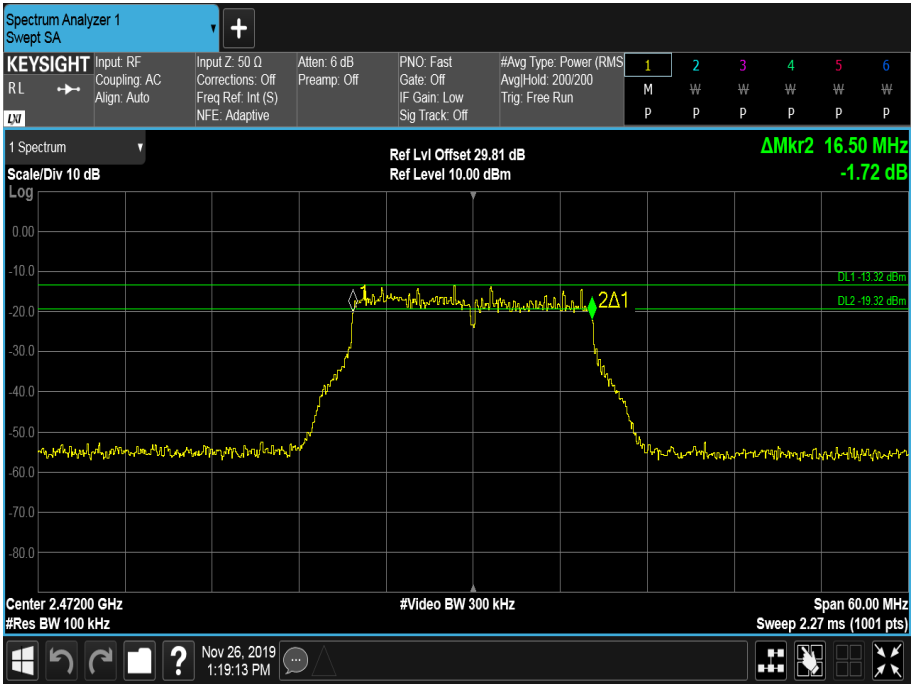 Spectrum Analyzer 1
Swept SA
+
KEYSIGHT
R L
LXI
Input: RF
Coupling: AC
Align: Auto
Input Z: 50 Ω
Corrections: Off
Freq Ref: Int (S)
NFE: Adaptive
Atten: 6 dB
Preamp: Off
PNO: Fast
Gate: Off
IF Gain: Low
Sig Track: Off
#Avg Type: Power (RMS
Avg|Hold: 200/200
Trig: Free Run
1 2 3 4 5 6
M W W W W W
P P P P P P
1 Spectrum
Scale/Div 10 dB
Ref Lvl Offset 29.81 dB
Ref Level 10.00 dBm
ΔMkr2 16.50 MHz
-1.72 dB
Log
0.00
-10.0
-20.0
-30.0
-40.0
-50.0
-60.0
-70.0
-80.0
DL1 -13.32 dBm
DL2 -19.32 dBm
1
2Δ1
Center 2.47200 GHz
#Res BW 100 kHz
#Video BW 300 kHz
Span 60.00 MHz
Sweep 2.27 ms (1001 pts)
?
Nov 26, 2019
1:19:13 PM